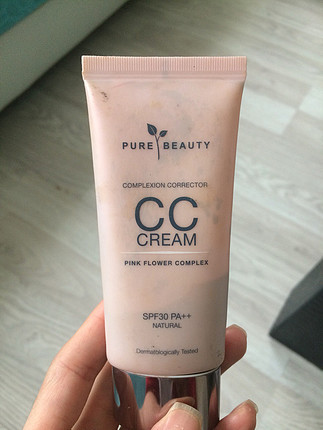 PURE BEAUTY
COMPLEXION CORRECTOR
CC
CREAM
PINK FLOWER COMPLEX
SPF30 PA++
NATURAL
Dermatologically Tested